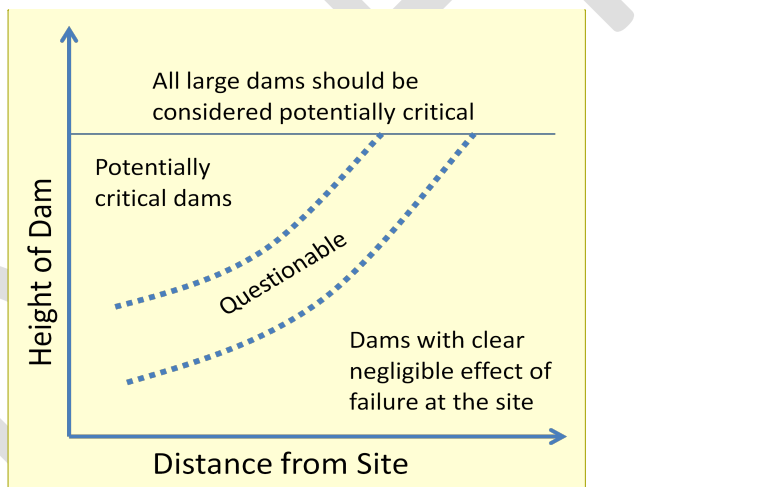 All large dams should be
considered potentially critical
Potentially
critical dams
Questionable
Dams with clear
negligible effect of
failure at the site
Height of Dam
Distance from Site